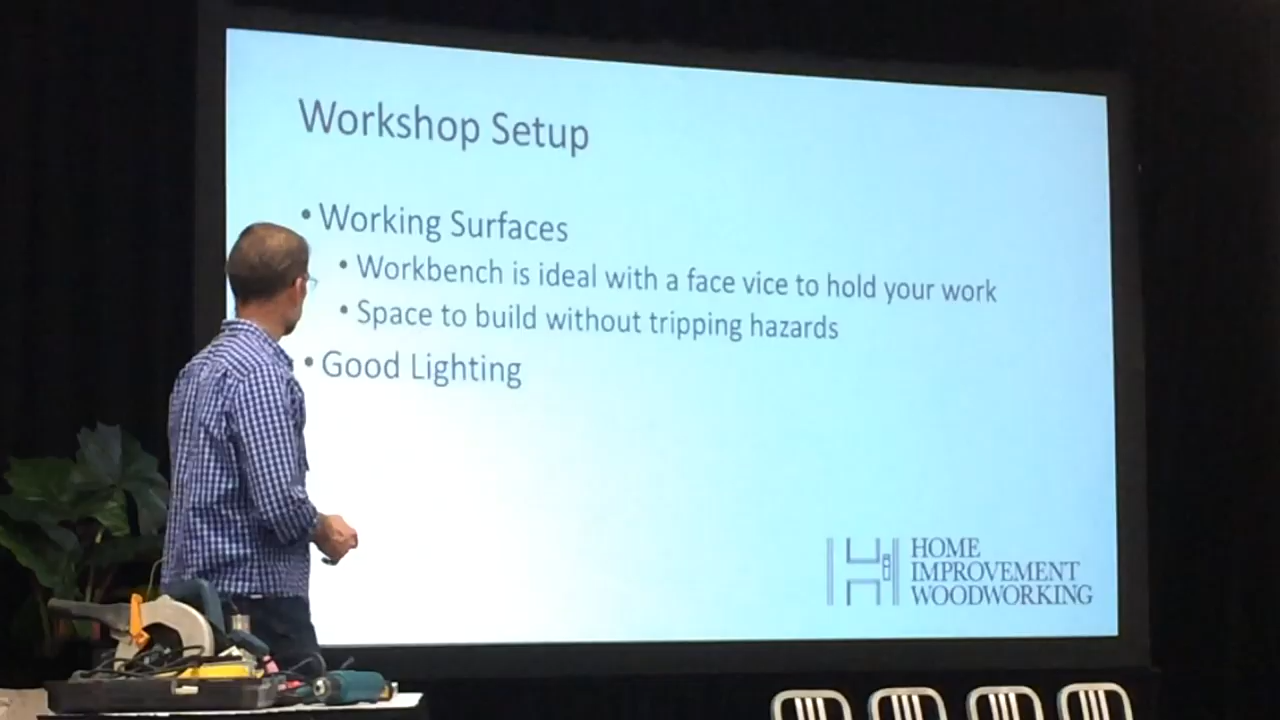 Workshop Setup
• Working Surfaces
• Workbench is ideal with a face vice to hold your work
• Space to build without tripping hazards
• Good Lighting
HOME
IMPROVEMENT
WOODWORKING